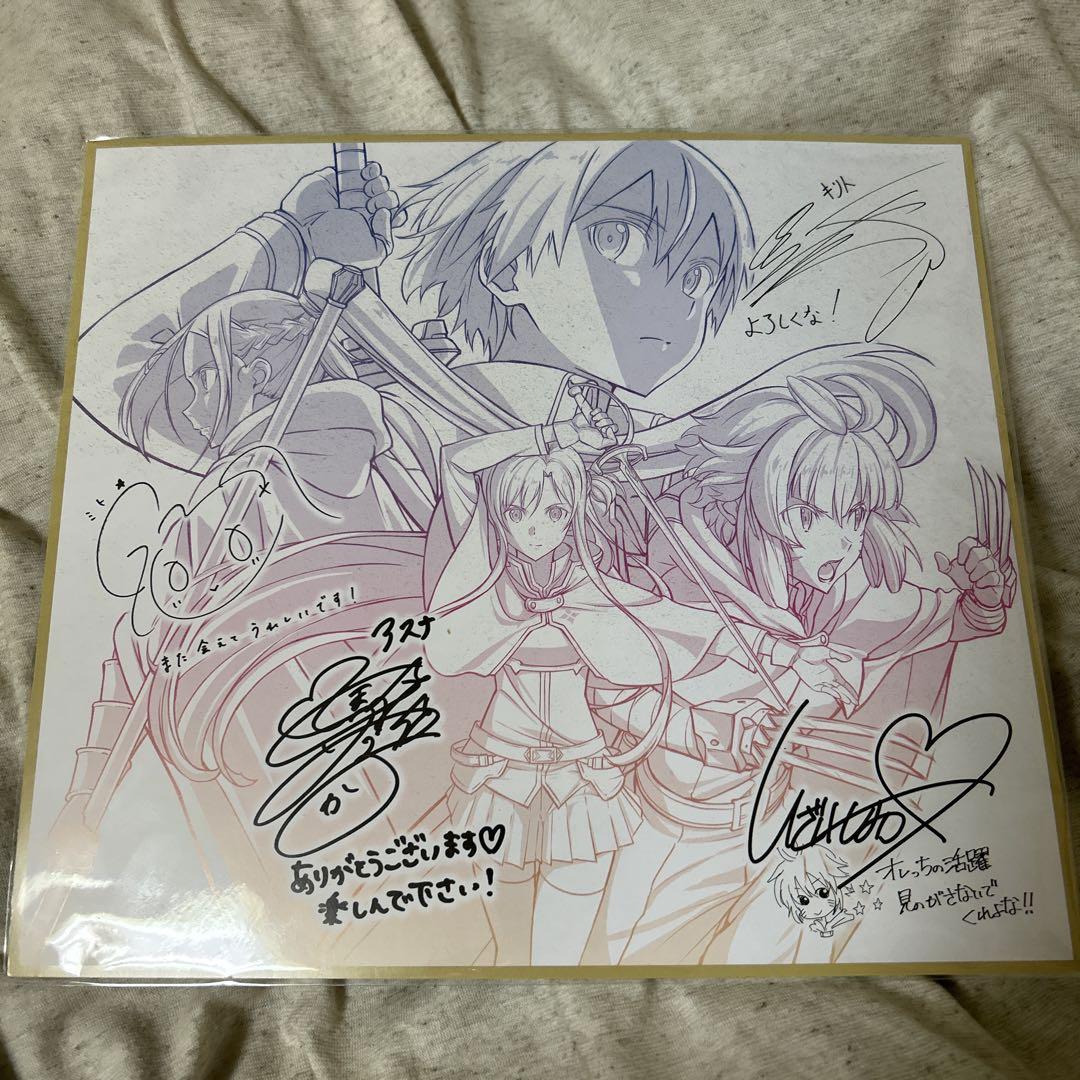 キリト
よろしくな!
ミト
また会えてうれしいです!
アスナ
ありがとうございます♡
楽しんで下さい!
オレっちの活躍
見のがさないで
くれよな!!